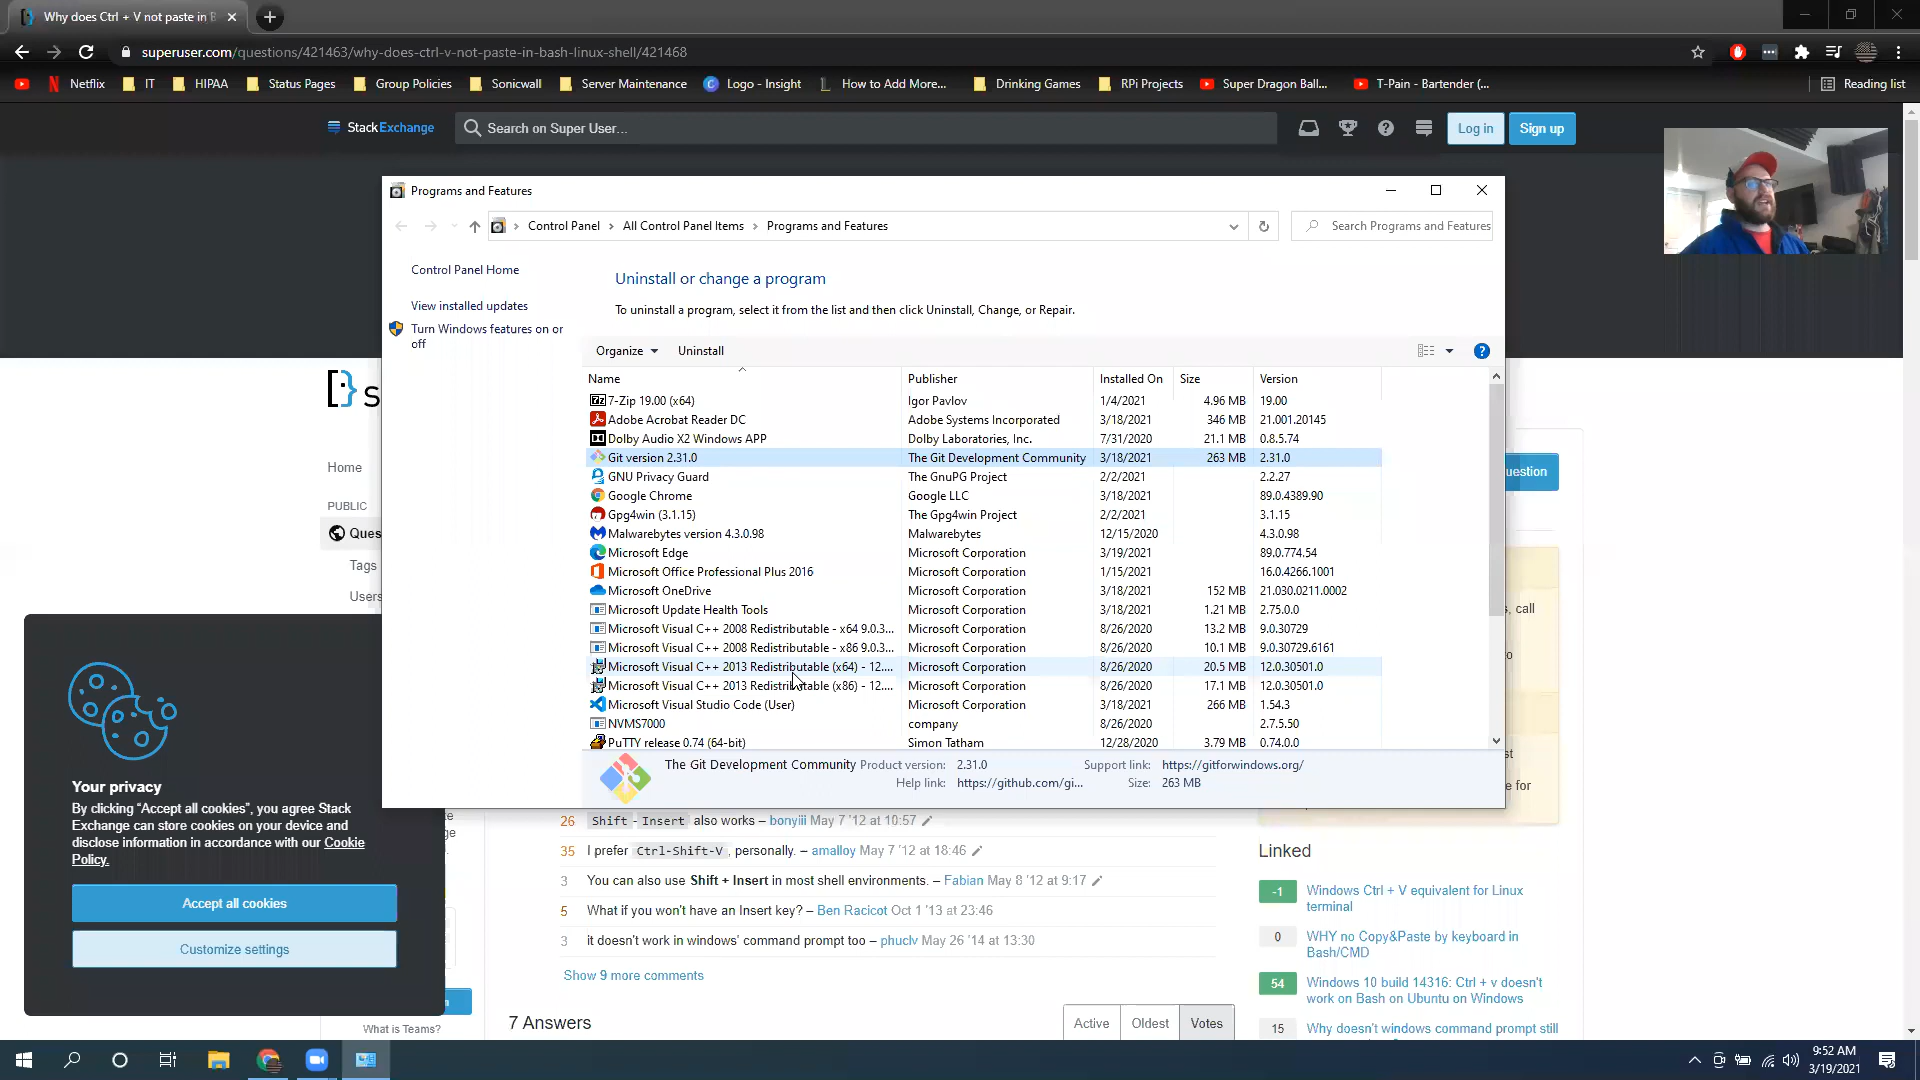 Why does Ctrl + V not paste in B
superuser.com/questions/421463/why-does-ctrl-v-not-paste-in-bash-linux-shell/421468
Netflix
IT
HIPAA
Status Pages
Group Policies
Sonicwall
Server Maintenance
Logo - Insight
How to Add More...
Drinking Games
RPi Projects
Super Dragon Ball...
T-Pain - Bartender (...
Reading list
StackExchange
Search on Super User...
Log in
Sign up
Programs and Features
Control Panel > All Control Panel Items > Programs and Features
Search Programs and Features
Control Panel Home
View installed updates
Turn Windows features on or
off
Uninstall or change a program
To uninstall a program, select it from the list and then click Uninstall, Change, or Repair.
Organize
Uninstall
Name Publisher Installed On Size Version
7-Zip 19.00 (x64) Igor Pavlov 1/4/2021 4.96 MB 19.00
Adobe Acrobat Reader DC Adobe Systems Incorporated 3/18/2021 346 MB 21.001.20145
Dolby Audio X2 Windows APP Dolby Laboratories, Inc. 7/31/2020 21.1 MB 0.8.5.74
Git version 2.31.0 The Git Development Community 3/18/2021 263 MB 2.31.0
GNU Privacy Guard The GnuPG Project 2/2/2021 2.2.27
Google Chrome Google LLC 3/18/2021 89.0.4389.90
Gpg4win (3.1.15) The Gpg4win Project 2/2/2021 3.1.15
Malwarebytes version 4.3.0.98 Malwarebytes 12/15/2020 4.3.0.98
Microsoft Edge Microsoft Corporation 3/19/2021 89.0.774.54
Microsoft Office Professional Plus 2016 Microsoft Corporation 1/15/2021 16.0.4266.1001
Microsoft OneDrive Microsoft Corporation 3/18/2021 152 MB 21.030.0211.0002
Microsoft Update Health Tools Microsoft Corporation 3/18/2021 1.21 MB 2.75.0.0
Microsoft Visual C++ 2008 Redistributable - x64 9.0.3... Microsoft Corporation 8/26/2020 13.2 MB 9.0.30729
Microsoft Visual C++ 2008 Redistributable - x86 9.0.3... Microsoft Corporation 8/26/2020 10.1 MB 9.0.30729.6161
Microsoft Visual C++ 2013 Redistributable (x64) - 12.... Microsoft Corporation 8/26/2020 20.5 MB 12.0.30501.0
Microsoft Visual C++ 2013 Redistributable (x86) - 12.... Microsoft Corporation 8/26/2020 17.1 MB 12.0.30501.0
Microsoft Visual Studio Code (User) Microsoft Corporation 3/18/2021 266 MB 1.54.3
NVMS7000 company 8/26/2020 2.7.5.50
PuTTY release 0.74 (64-bit) Simon Tatham 12/28/2020 3.79 MB 0.74.0.0
The Git Development Community Product version: 2.31.0 Support link: https://gitforwindows.org/
Help link: https://github.com/gi... Size: 263 MB
s
Home
PUBLIC
Ques
Tags
Users
uestion
s, call
r
st
e for
Your privacy
By clicking “Accept all cookies”, you agree Stack
Exchange can store cookies on your device and
disclose information in accordance with our Cookie
Policy.
Accept all cookies
Customize settings
e
ge
What is Teams?
26 Shift - Insert also works – bonyiii May 7 '12 at 10:57
35 I prefer Ctrl-Shift-V, personally. – amalloy May 7 '12 at 18:46
3 You can also use Shift + Insert in most shell environments. – Fabian May 8 '12 at 9:17
5 What if you won't have an Insert key? – Ben Racicot Oct 1 '13 at 23:46
3 it doesn't work in windows' command prompt too – phuclv May 26 '14 at 13:30
Show 9 more comments
7 Answers
Active
Oldest
Votes
Linked
-1 Windows Ctrl + V equivalent for Linux
terminal
0 WHY no Copy&Paste by keyboard in
Bash/CMD
54 Windows 10 build 14316: Ctrl + v doesn't
work on Bash on Ubuntu on Windows
15 Why doesn't windows command prompt still
9:52 AM
3/19/2021